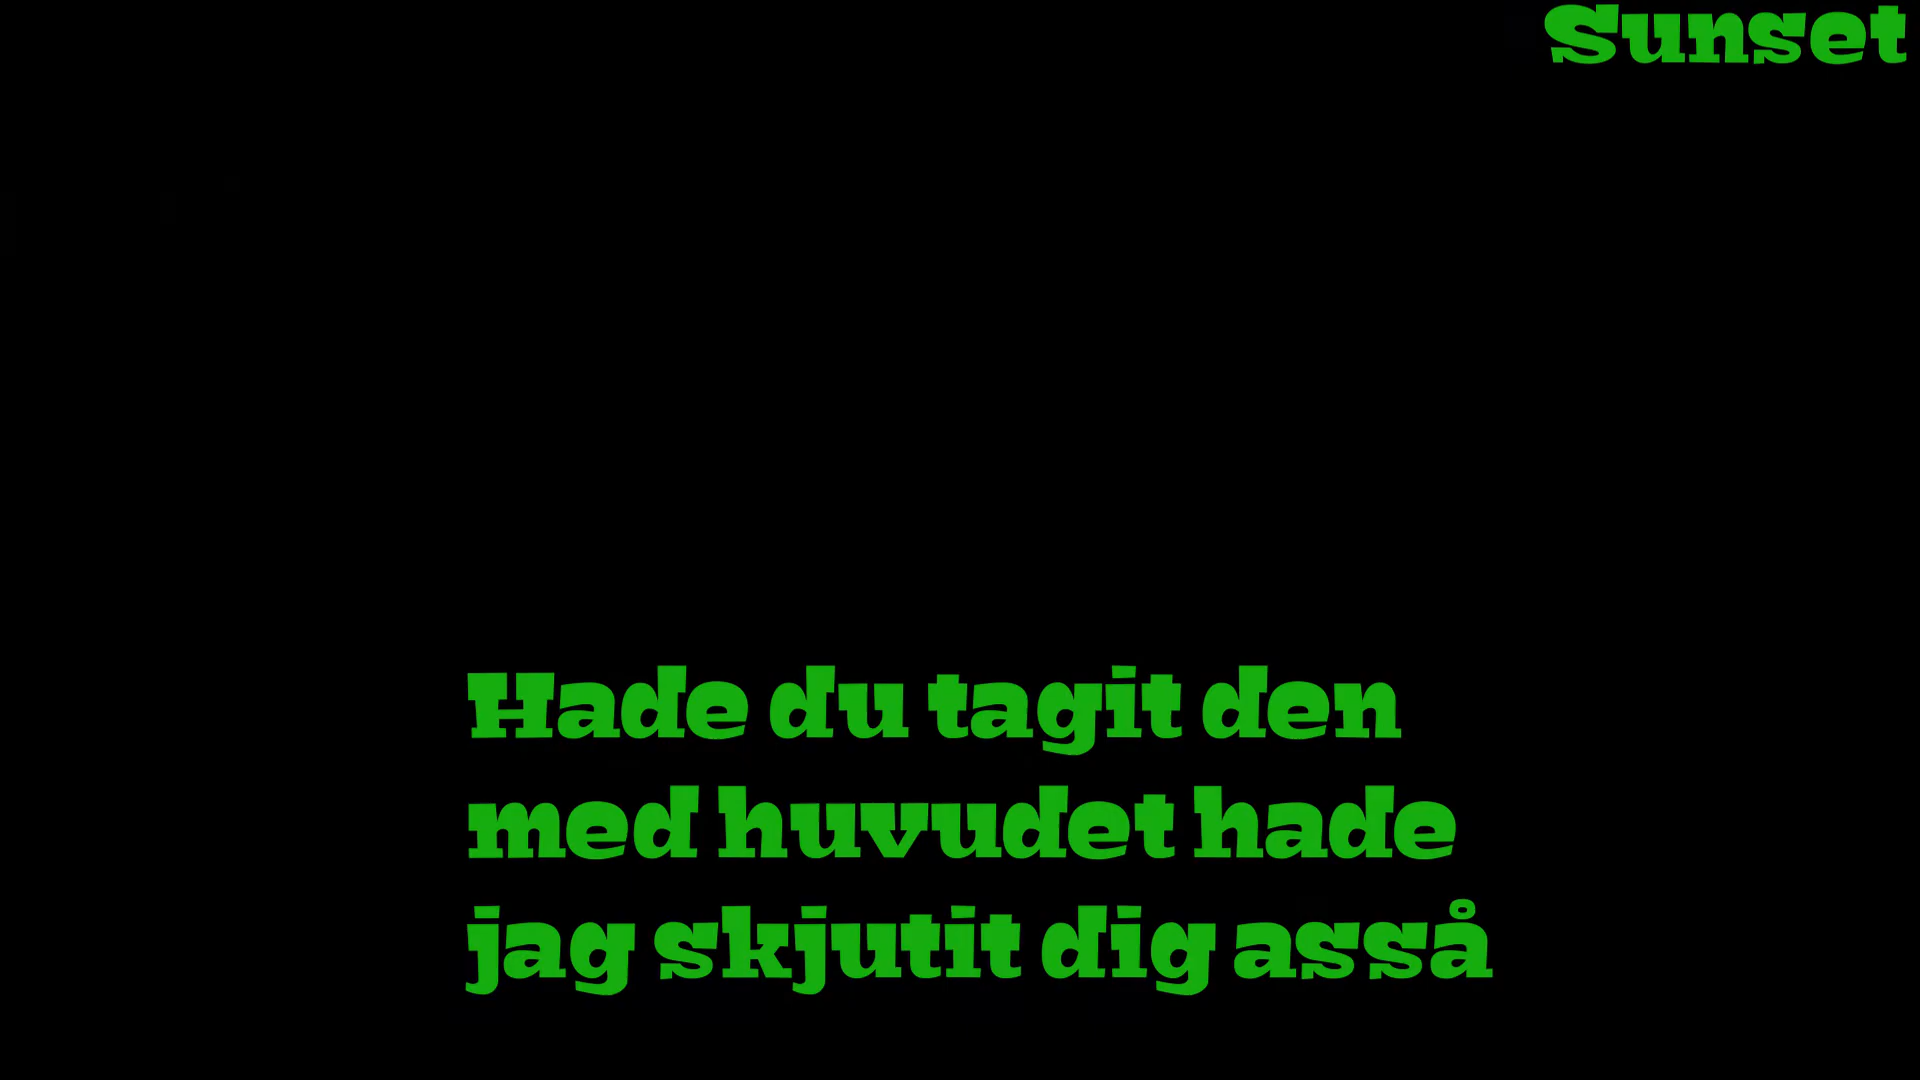 Sunset
Hade du tagit den
med huvudet hade
jag skjutit dig asså